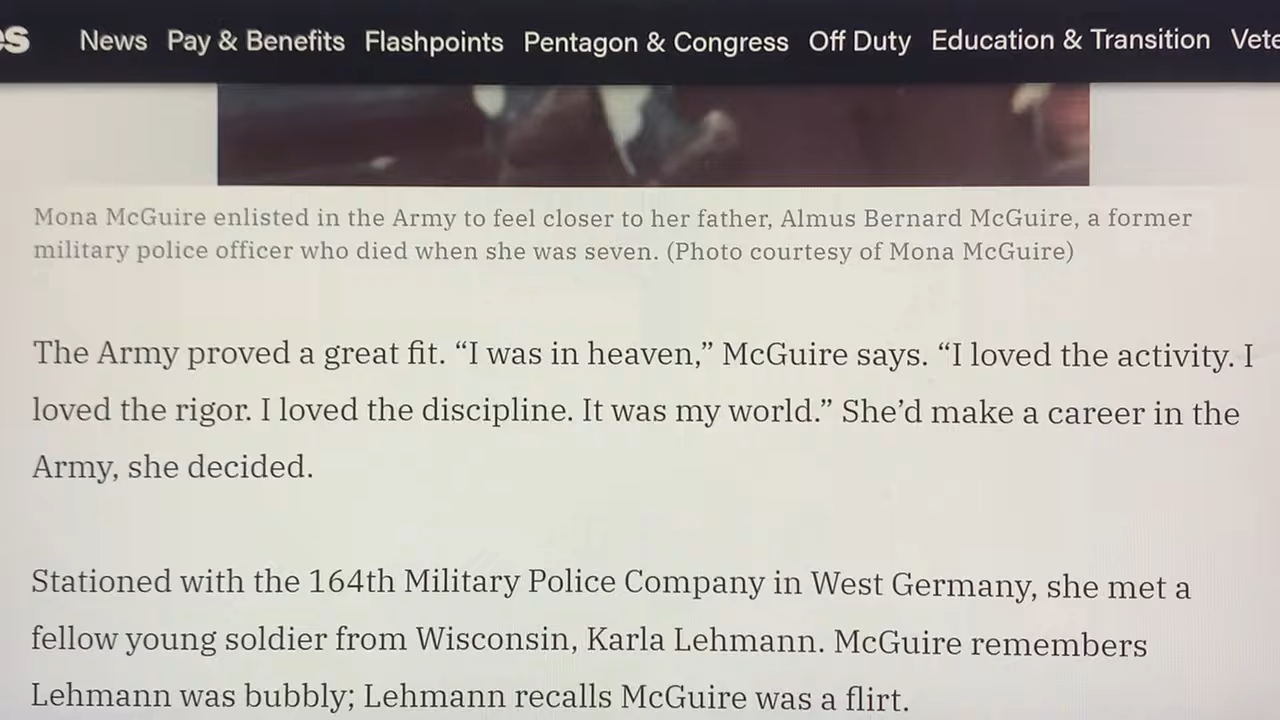 es News Pay & Benefits Flashpoints Pentagon & Congress Off Duty Education & Transition Vete
Mona McGuire enlisted in the Army to feel closer to her father, Almus Bernard McGuire, a former
military police officer who died when she was seven. (Photo courtesy of Mona McGuire)
The Army proved a great fit. “I was in heaven,” McGuire says. “I loved the activity. I
loved the rigor. I loved the discipline. It was my world.” She’d make a career in the
Army, she decided.
Stationed with the 164th Military Police Company in West Germany, she met a
fellow young soldier from Wisconsin, Karla Lehmann. McGuire remembers
Lehmann was bubbly; Lehmann recalls McGuire was a flirt.